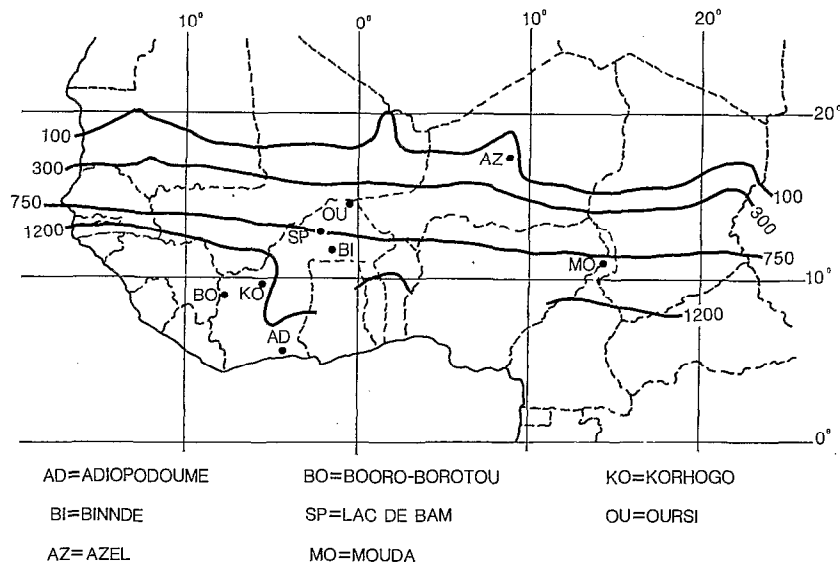 10° 0° 10° 20°
100 20°
AZ
300
100
750 OU 300
1200 SP
BI 750
MO
BO KO 10°
1200
AD
0°
AD=ADIOPODOUME BO=BOORO-BOROTOU KO=KORHOGO
BI=BINNDE SP=LAC DE BAM OU=OURSI
AZ=AZEL MO=MOUDA